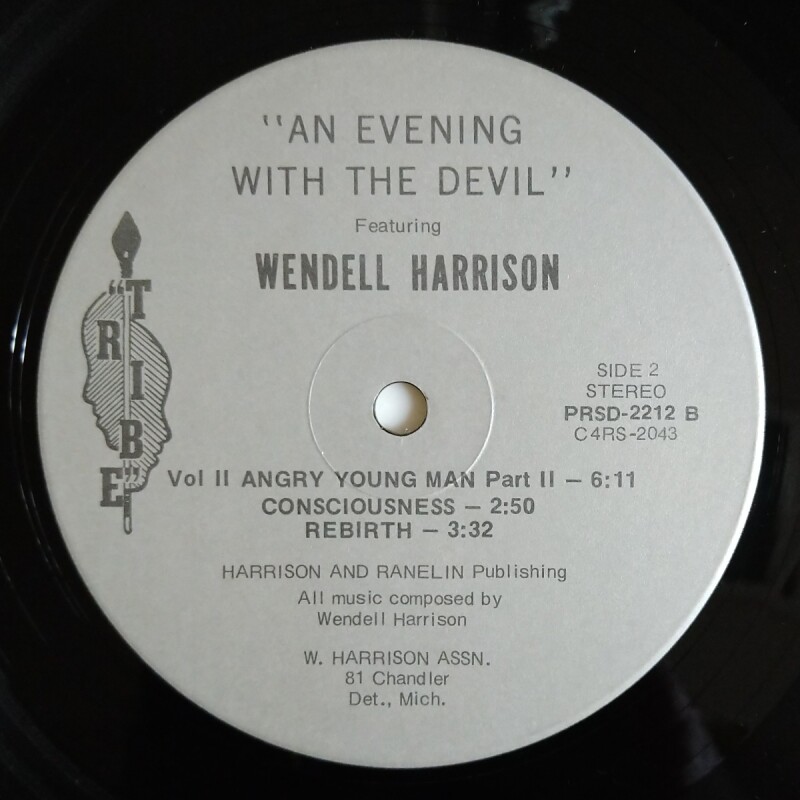 "AN EVENING
WITH THE DEVIL"
Featuring
WENDELL HARRISON
"TRIBE"
SIDE 2
STEREO
PRSD-2212 B
C4RS-2043
Vol II ANGRY YOUNG MAN Part II — 6:11
CONSCIOUSNESS — 2:50
REBIRTH — 3:32
HARRISON AND RANELIN Publishing
All music composed by
Wendell Harrison
W. HARRISON ASSN.
81 Chandler
Det., Mich.